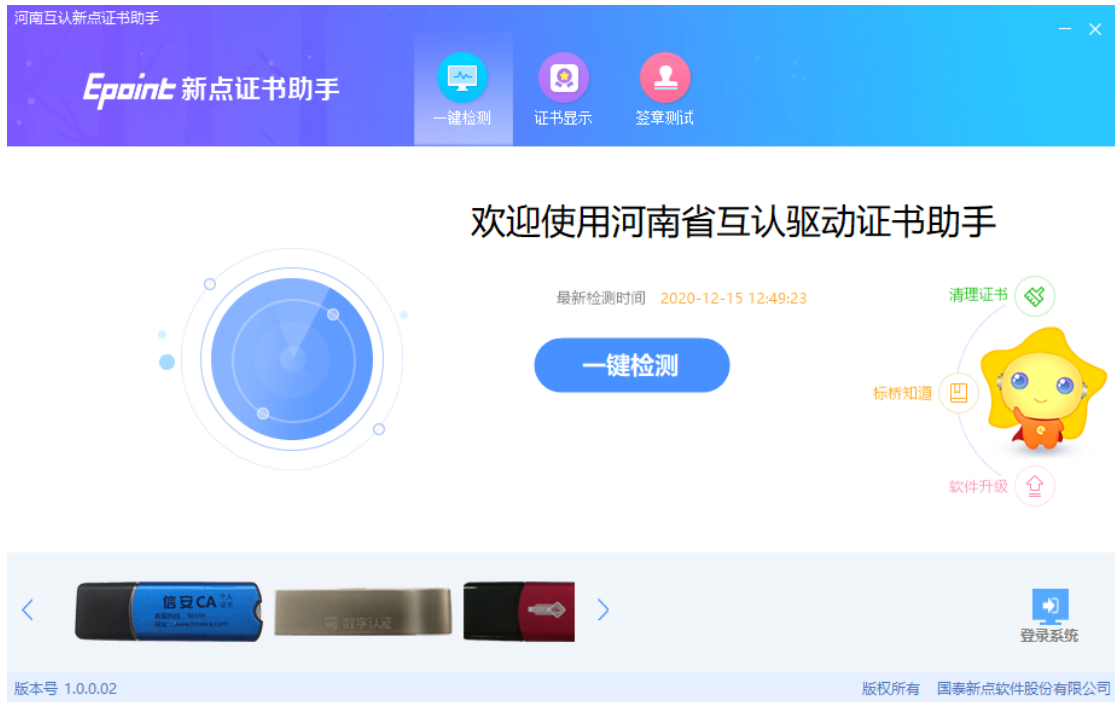 河南互认新点证书助手
Epoint 新点证书助手
一键检测
证书显示
签章测试
欢迎使用河南省互认驱动证书助手
最新检测时间 2020-12-15 12:49:23
清理证书
一键检测
标桥知道
软件升级
信安CA 个人证书
数字认证
登录系统
版本号 1.0.0.02
版权所有 国泰新点软件股份有限公司